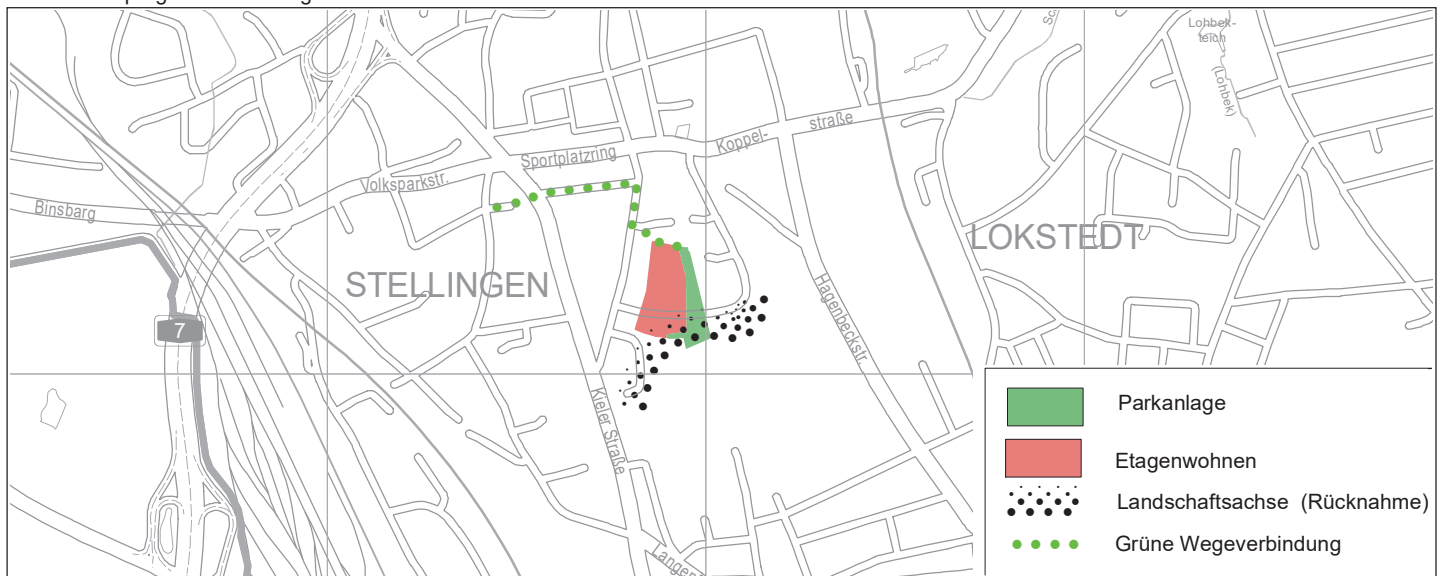 Lohbek-
teich
(Lohbek)
Koppel-
straße
Sportplatzring
Volksparkstr.
Binsbarg
LOKSTEDT
STELLINGEN
Hagenbeckstr.
7
Kieler Straße
Parkanlage
Etagenwohnen
Landschaftsachse (Rücknahme)
Grüne Wegeverbindung